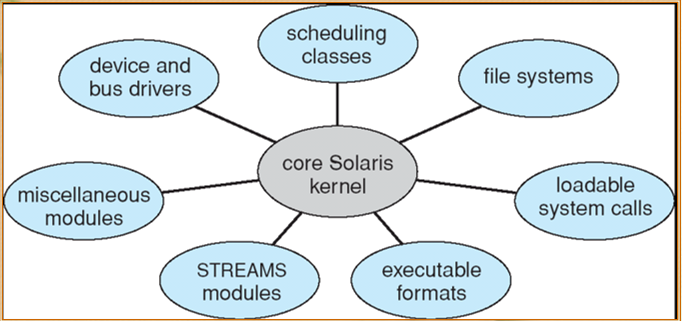 scheduling
classes
device and
bus drivers
file systems
core Solaris
kernel
miscellaneous
modules
loadable
system calls
STREAMS
modules
executable
formats